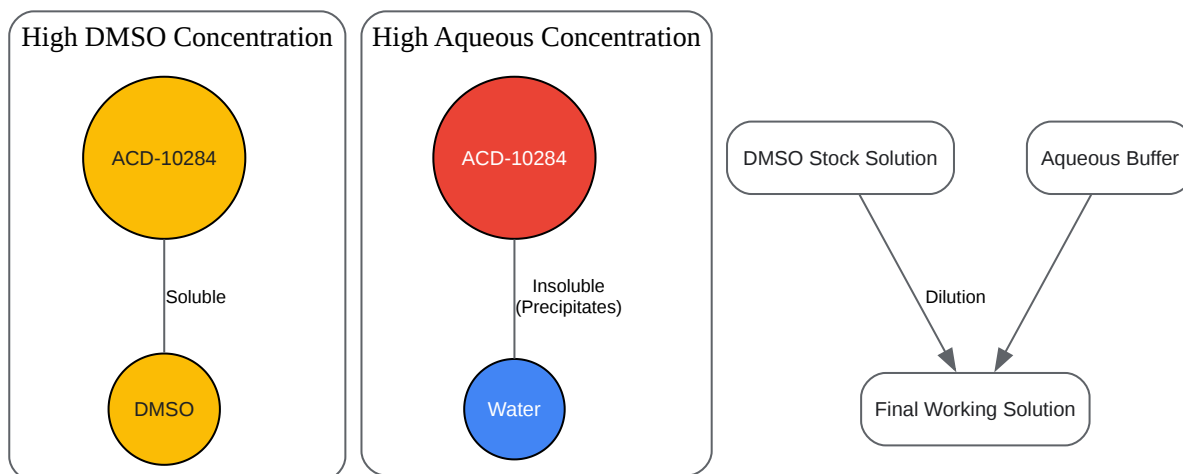 High DMSO Concentration
ACD-10284
Soluble
DMSO
High Aqueous Concentration
ACD-10284
Insoluble
(Precipitates)
Water
DMSO Stock Solution
Aqueous Buffer
Dilution
Final Working Solution